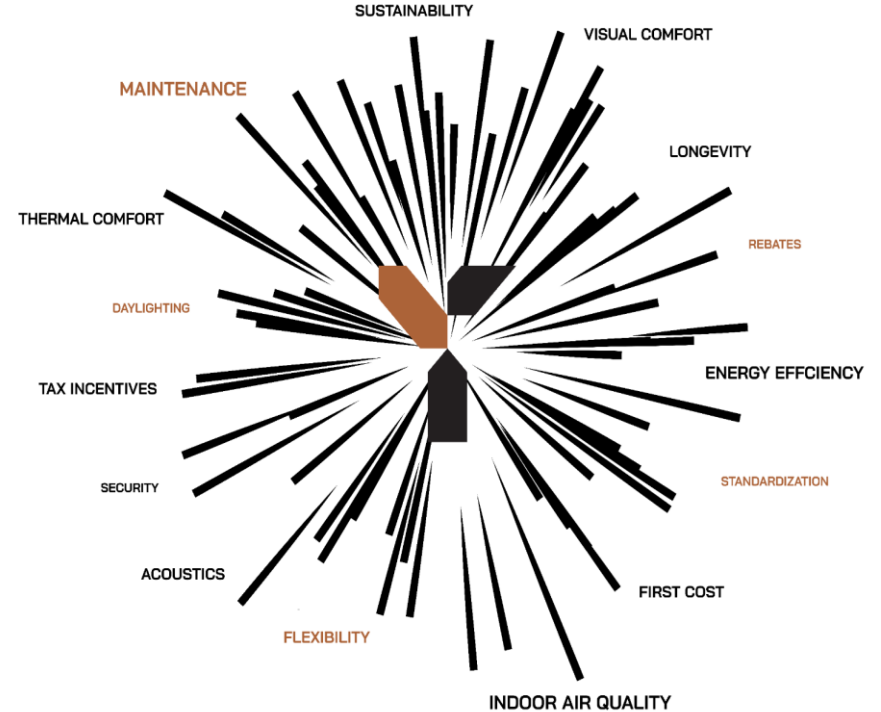 SUSTAINABILITY
VISUAL COMFORT
MAINTENANCE
LONGEVITY
THERMAL COMFORT
REBATES
DAYLIGHTING
ENERGY EFFCIENCY
TAX INCENTIVES
STANDARDIZATION
SECURITY
ACOUSTICS
FIRST COST
FLEXIBILITY
INDOOR AIR QUALITY